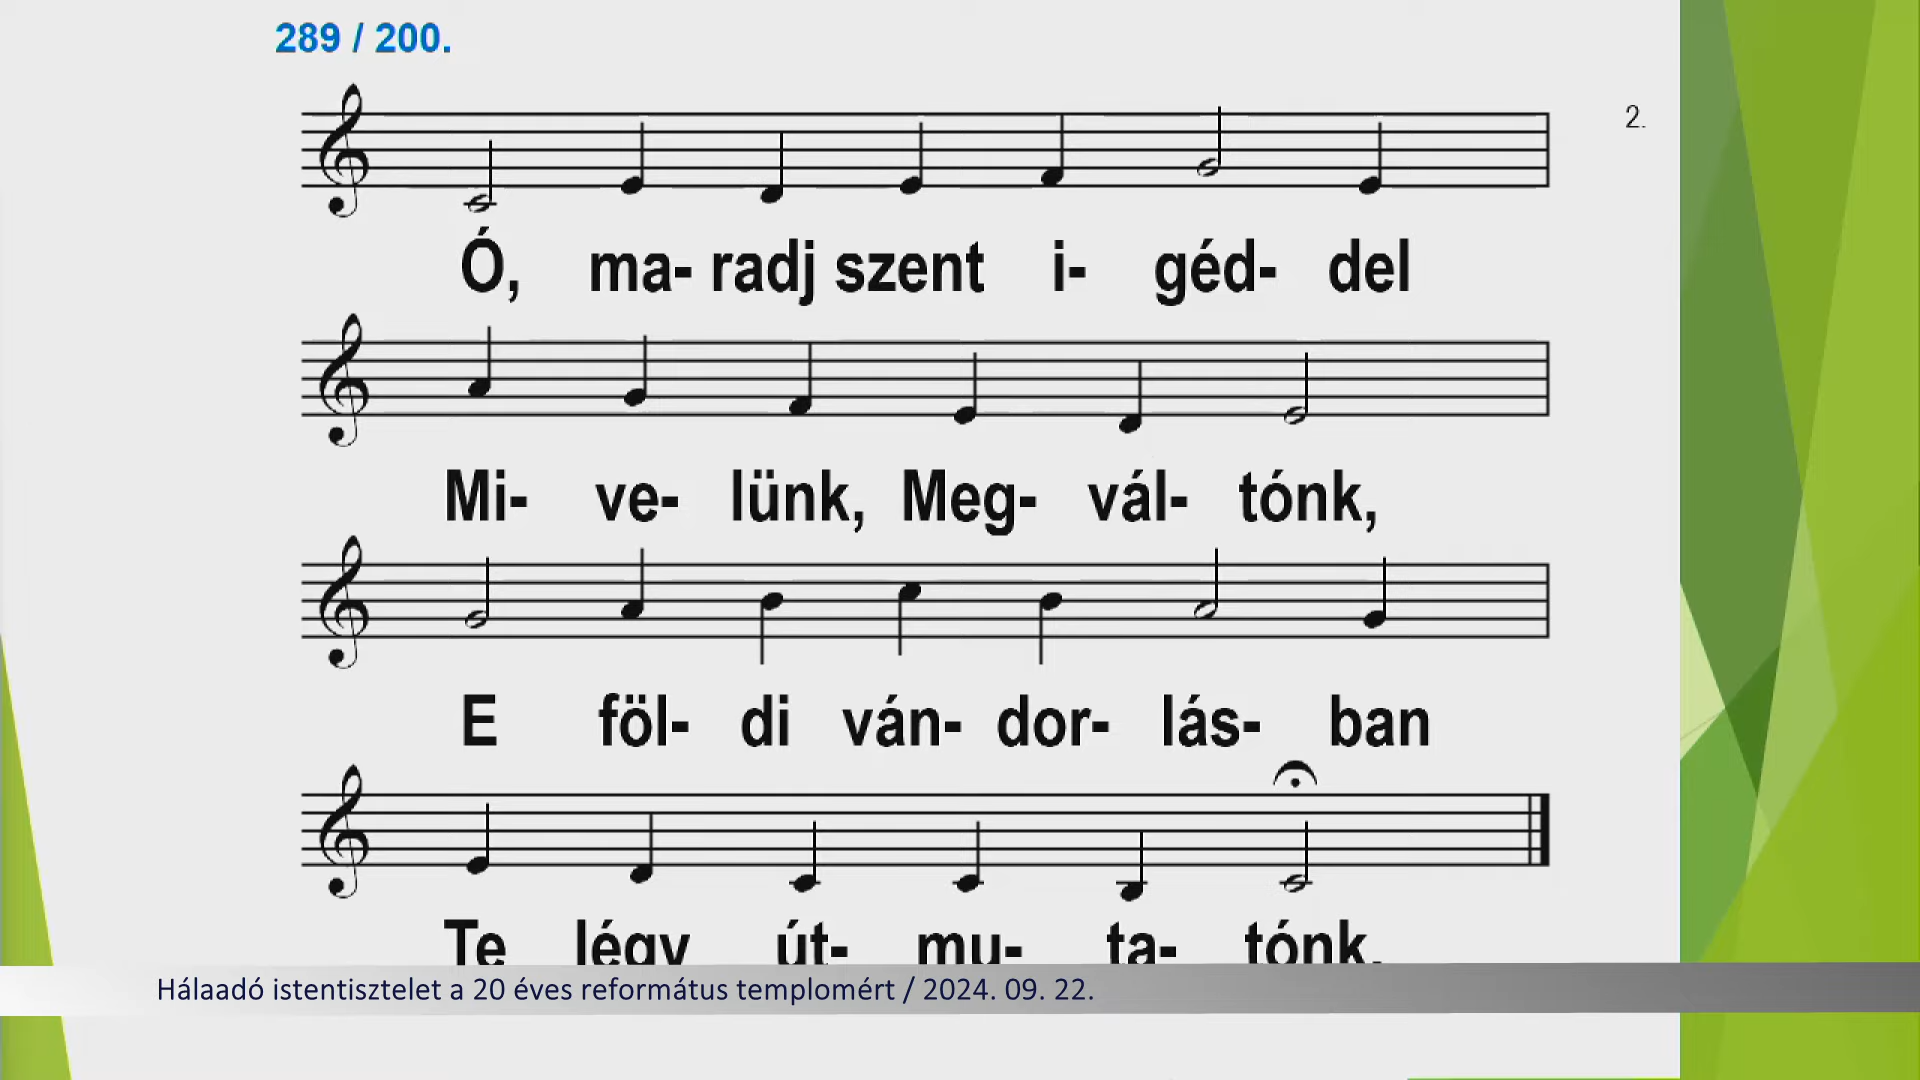 289 / 200.
2.
Ó, ma- radj szent i- géd- del
Mi- ve- lünk, Meg- vál- tónk,
E föl- di ván- dor- lás- ban
Te légy út- mu- ta- tónk.
Hálaadó istentisztelet a 20 éves református templomért / 2024. 09. 22.